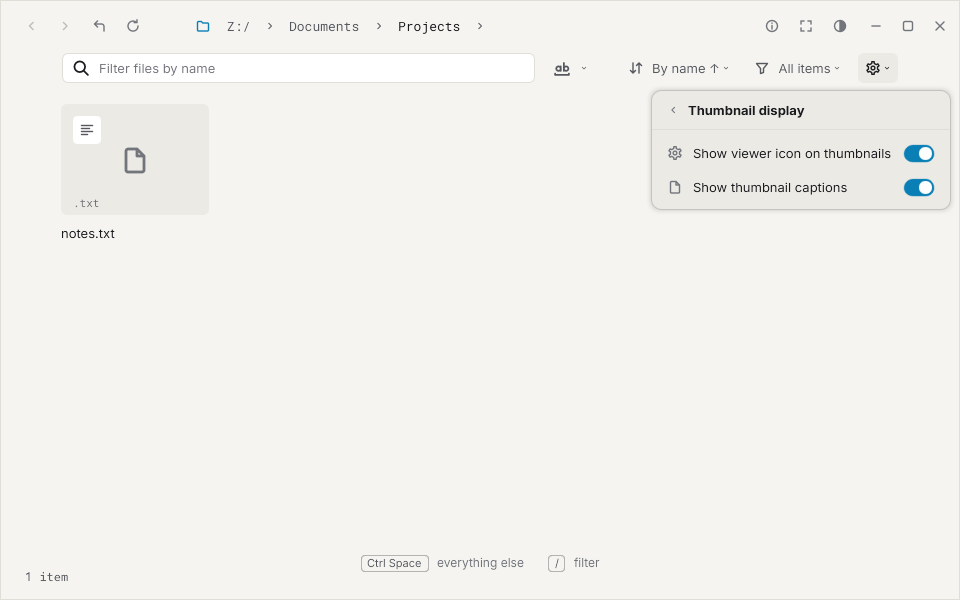 Z:/ Documents Projects
Filter files by name
ab
By name ↑
All items
Thumbnail display
Show viewer icon on thumbnails
Show thumbnail captions
.txt
notes.txt
Ctrl Space everything else / filter
1 item